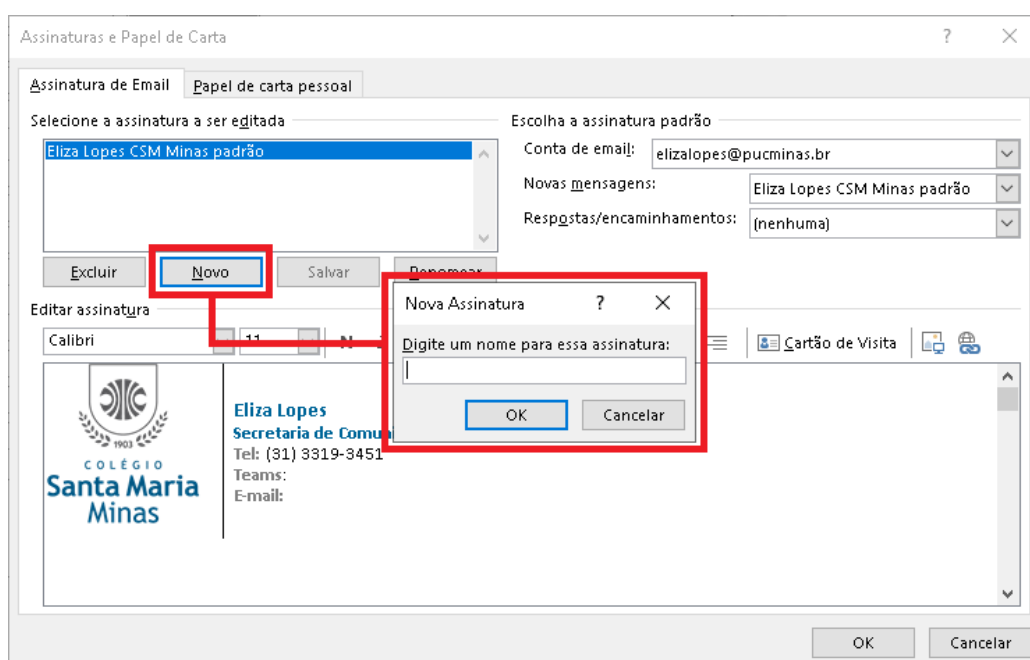 Assinaturas e Papel de Carta ?
Assinatura de Email Papel de carta pessoal
Selecione a assinatura a ser editada
Eliza Lopes CSM Minas padrão
Excluir Novo Salvar Renomear
Escolha a assinatura padrão
Conta de email: elizalopes@pucminas.br
Novas mensagens: Eliza Lopes CSM Minas padrão
Respostas/encaminhamentos: (nenhuma)
Editar assinatura
Calibri 11 N Cartão de Visita
Nova Assinatura ?
Digite um nome para essa assinatura:
OK Cancelar
1903
COLÉGIO
Santa Maria
Minas
Eliza Lopes
Secretaria de Comuni
Tel: (31) 3319-3451
Teams:
E-mail:
OK Cancelar